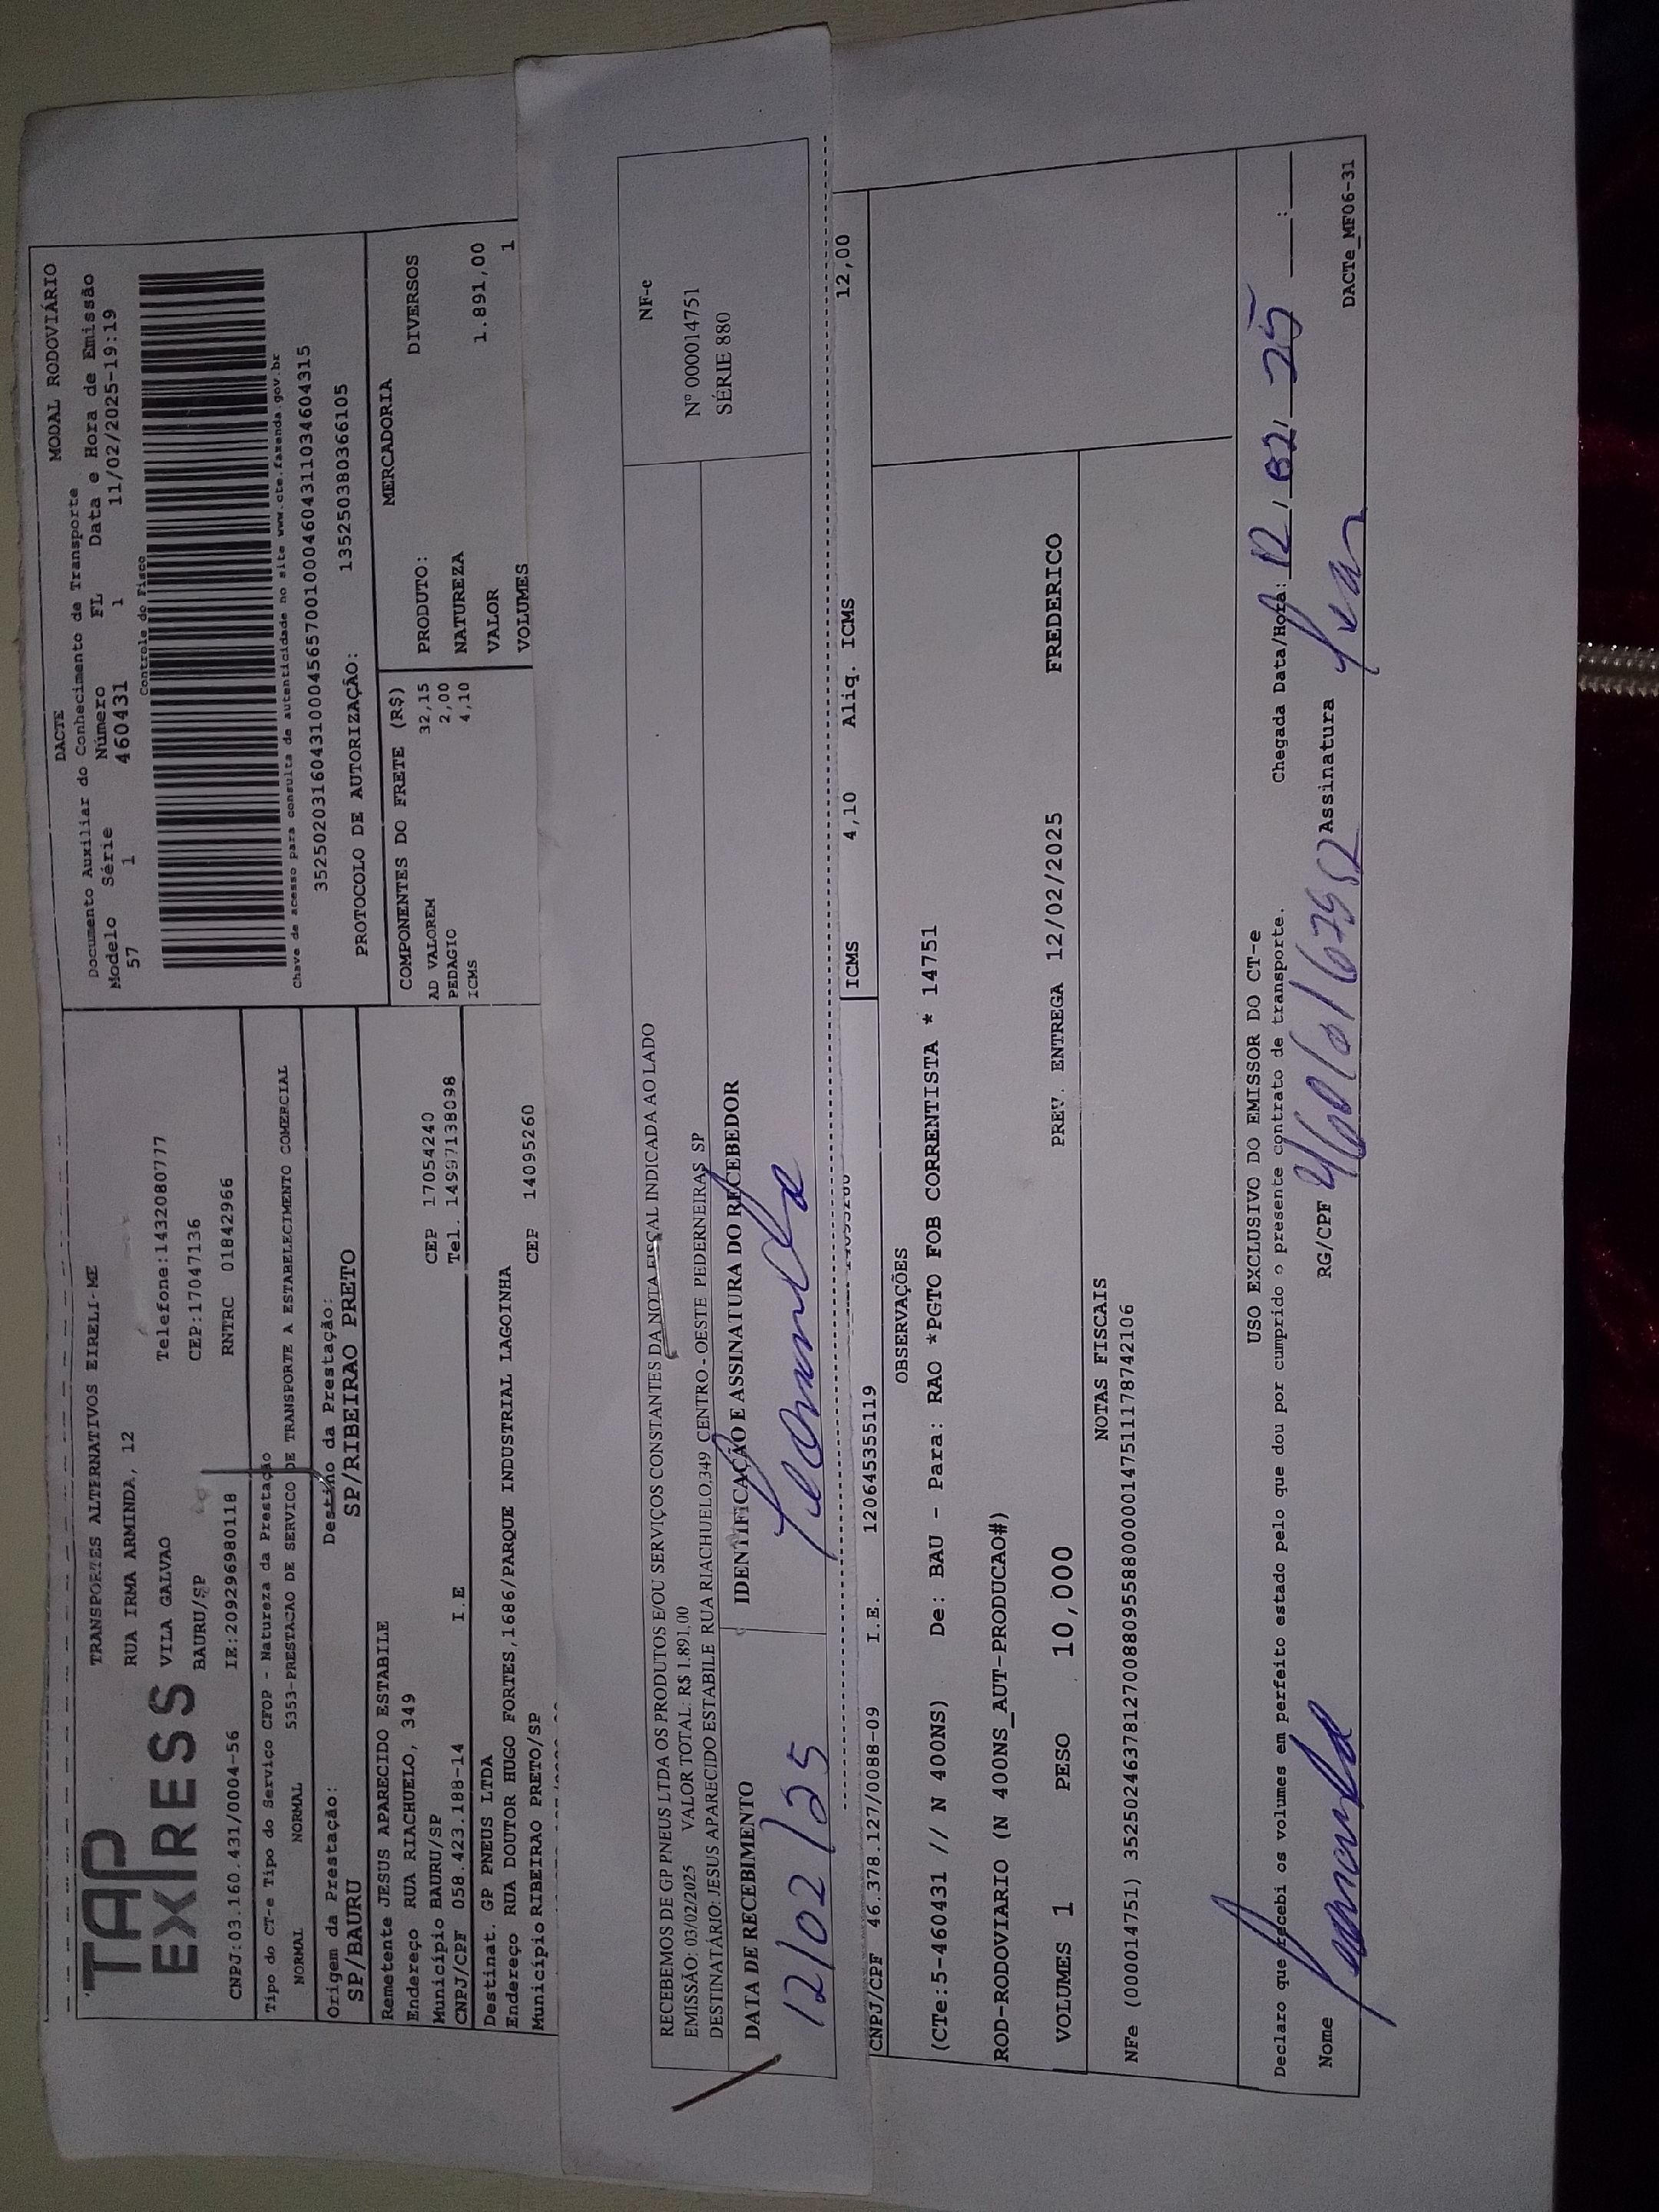 TAP
EXPRESS
TRANSPORTES ALTERNATIVOS EIRELI-ME
RUA IRMA ARMINDA, 12
VILA GALVAO Telefone:1432080777
BAURU/SP CEP:17047136
CNPJ:03.160.431/0004-56 IE:209296980118 RNTRC 01842966
Tipo do CT-e Tipo do Serviço CFOP - Natureza da Prestação
NORMAL NORMAL 5353-PRESTACAO DE SERVICO DE TRANSPORTE A ESTABELECIMENTO COMERCIAL
Origem da Prestação: Destino da Prestação:
SP/BAURU SP/RIBEIRAO PRETO
Remetente JESUS APARECIDO ESTABILE
Endereço RUA RIACHUELO, 349
Município BAURU/SP CEP 17054240
CNPJ/CPF 058.423.188-14 I.E Tel. 14997138098
Destinat. GP PNEUS LTDA
Endereço RUA DOUTOR HUGO FORTES,1686/PARQUE INDUSTRIAL LAGOINHA
Município RIBEIRAO PRETO/SP CEP 14095260
DACTE MODAL RODOVIÁRIO
Documento Auxiliar do Conhecimento de Transporte
Modelo Série Número FL Data e Hora de Emissão
57 1 460431 1 11/02/2025-19:19
Controle do Fisco
Chave de acesso para consulta de autenticidade no site www.cte.fazenda.gov.br
35250203160431000456570010004604311034604315
PROTOCOLO DE AUTORIZAÇÃO: 135250380366105
COMPONENTES DO FRETE (R$)
AD VALOREM 32,15
PEDAGIO 2,00
ICMS 4,10
MERCADORIA
PRODUTO: DIVERSOS
NATUREZA
VALOR 1.891,00
VOLUMES 1
RECEBEMOS DE GP PNEUS LTDA OS PRODUTOS E/OU SERVIÇOS CONSTANTES DA NOTA FISCAL INDICADA AO LADO
EMISSÃO: 03/02/2025 VALOR TOTAL: R$ 1.891,00
DESTINATÁRIO: JESUS APARECIDO ESTABILE RUA RIACHUELO,349 CENTRO - OESTE PEDERNEIRAS SP
DATA DE RECEBIMENTO IDENTIFICAÇÃO E ASSINATURA DO RECEBEDOR
12/02/25
NF-e
Nº 000014751
SÉRIE 880
ICMS 4,10 Aliq. ICMS 12,00
CNPJ/CPF 46.378.127/0088-09 I.E. 120645355119
OBSERVAÇÕES
(CTe:5-460431 // N 400NS) De: BAU - Para: RAO *PGTO FOB CORRENTISTA * 14751
ROD-RODOVIARIO (N 400NS_AUT-PRODUCAO#)
VOLUMES 1 PESO 10,000 PREV. ENTREGA 12/02/2025 FREDERICO
NOTAS FISCAIS
NFe (000014751) 35250246378127008809558800000147511178742106
USO EXCLUSIVO DO EMISSOR DO CT-e
Declaro que recebi os volumes em perfeito estado pelo que dou por cumprido o presente contrato de transporte. Chegada Data/Hora: 12/02/25 __:__
Nome RG/CPF Assinatura
DACTe_MF06-31